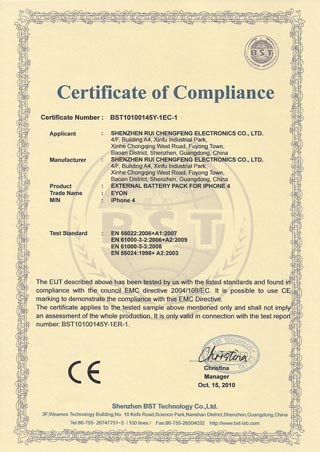 BST
Certificate of Compliance
Certificate Number : BST10100145Y-1EC-1
Applicant : SHENZHEN RUI CHENGFENG ELECTRONICS CO., LTD.
4/F, Building A4, Xinfu Industrial Park,
Xinhe Chongqing West Road, Fuyong Town,
Baoan District, Shenzhen, Guangdong, China
Manufacturer : SHENZHEN RUI CHENGFENG ELECTRONICS CO., LTD.
4/F, Building A4, Xinfu Industrial Park,
Xinhe Chongqing West Road, Fuyong Town,
Baoan District, Shenzhen, Guangdong, China
Product : EXTERNAL BATTERY PACK FOR IPHONE 4
Trade Name : EYON
M/N : iPhone 4
BST
Test Standard : EN 55022:2006+A1:2007
EN 61000-3-2:2006+A2:2009
EN 61000-3-3:2008
EN 55024:1998+ A2:2003
The EUT described above has been tested by us with the listed standards and found in
compliance with the council EMC directive 2004/108/EC. It is possible to use CE
marking to demonstrate the compliance with this EMC Directive.
The certificate applies to the tested sample above mentioned only and shall not imply
an assessment of the whole production. It is only valid in connection with the test report
number: BST10100145Y-1ER-1.
CE
Christina
Christina
Manager
Oct. 15, 2010
Shenzhen BST Technology Co.,Ltd.
3F,Weames Technology Building,No. 10 Kefa Road,Science Park,Nanshan District,Shenzhen,Guangdong,China
Tel:86-755- 26747751~3 (100 lines) Fax:86-755-26504032 http://www.bst-lab.com